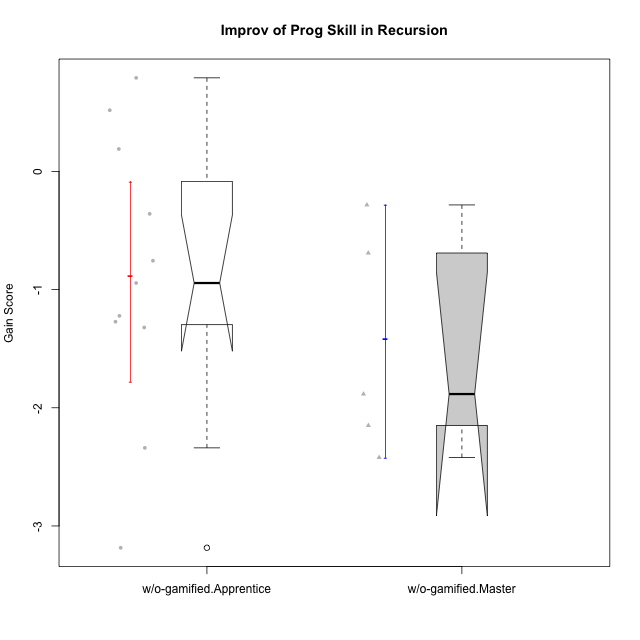 Improv of Prog Skill in Recursion
Gain Score
0
-1
-2
-3
w/o-gamified.Apprentice
w/o-gamified.Master